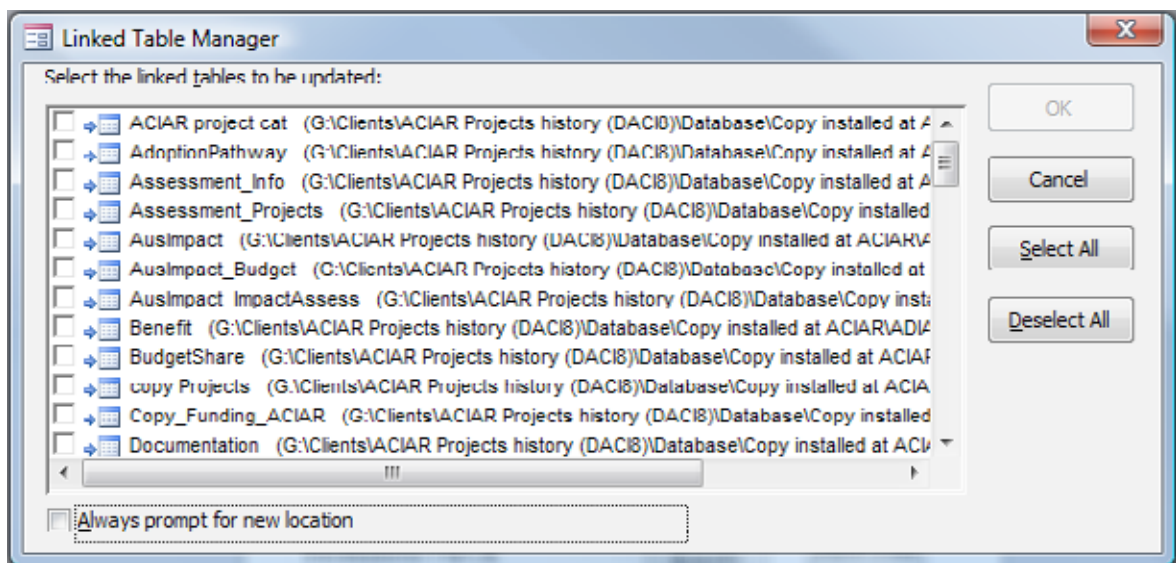 Linked Table Manager
Select the linked tables to be updated:
ACIAR project cat (G:\Clients\ACIAR Projects history (DACI8)\Database\Copy installed at A
OK
AdoptionPathway (G:\Clients\ACIAR Projects history (DACI8)\Database\Copy installed at A
Assessment_Info (G:\Clients\ACIAR Projects history (DACI8)\Database\Copy installed at A
Cancel
Assessment_Projects (G:\Clients\ACIAR Projects history (DACI8)\Database\Copy installed
AusImpact (G:\Clients\ACIAR Projects history (DACI8)\Database\Copy installed at ACIAR\A
Select All
AusImpact_Budget (G:\Clients\ACIAR Projects history (DACI8)\Database\Copy installed at
AusImpact_ImpactAssess (G:\Clients\ACIAR Projects history (DACI8)\Database\Copy insta
Benefit (G:\Clients\ACIAR Projects history (DACI8)\Database\Copy installed at ACIAR\ADIA
Deselect All
BudgetShare (G:\Clients\ACIAR Projects history (DACI8)\Database\Copy installed at ACIAR
copy Projects (G:\Clients\ACIAR Projects history (DACI8)\Database\Copy installed at ACIA
Copy_Funding_ACIAR (G:\Clients\ACIAR Projects history (DACI8)\Database\Copy installed
Documentation (G:\Clients\ACIAR Projects history (DACI8)\Database\Copy installed at ACIA
Always prompt for new location